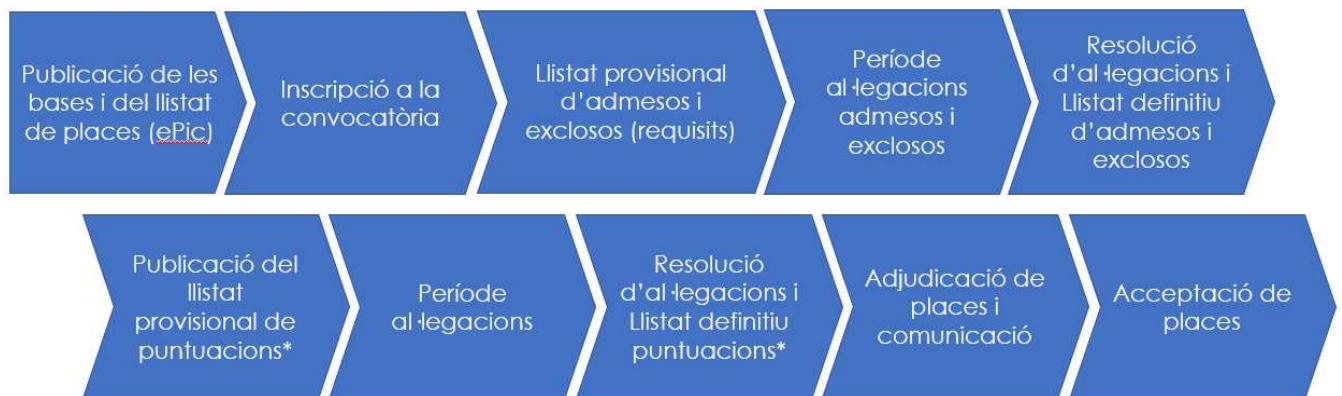 Publicació de les
bases i del llistat
de places (ePic)
Inscripció a la
convocatòria
Llistat provisional
d'admesos i
exclosos (requisits)
Període
al·legacions
admesos i
exclosos
Resolució
d'al·legacions i
Llistat definitiu
d'admesos i
exclosos
Publicació del
llistat
provisional de
puntuacions*
Període
al·legacions
Resolució
d'al·legacions i
Llistat definitiu
puntuacions*
Adjudicació de
places i
comunicació
Acceptació de
places